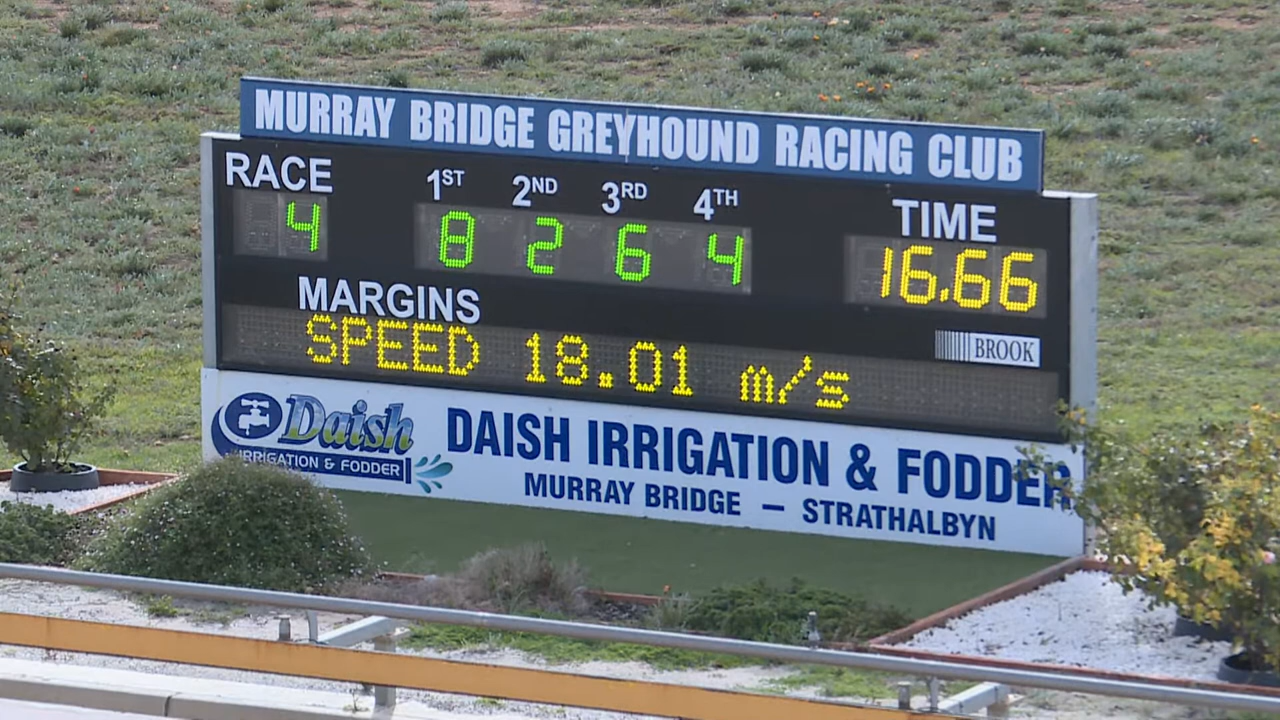 MURRAY BRIDGE GREYHOUND RACING CLUB
RACE 1ST 2ND 3RD 4TH TIME
4 8 2 6 4 16.66
MARGINS
BROOK
SPEED 18.01 m/s
Daish
IRRIGATION & FODDER
DAISH IRRIGATION & FODDER
MURRAY BRIDGE – STRATHALBYN